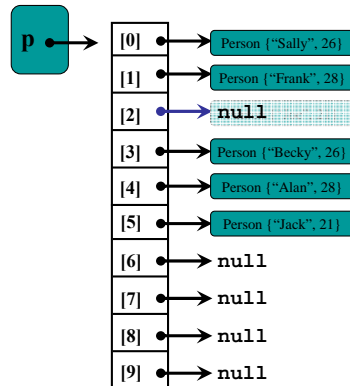 p
[0] Person {“Sally”, 26}
[1] Person {“Frank”, 28}
[2] null
[3] Person {“Becky”, 26}
[4] Person {“Alan”, 28}
[5] Person {“Jack”, 21}
[6] null
[7] null
[8] null
[9] null